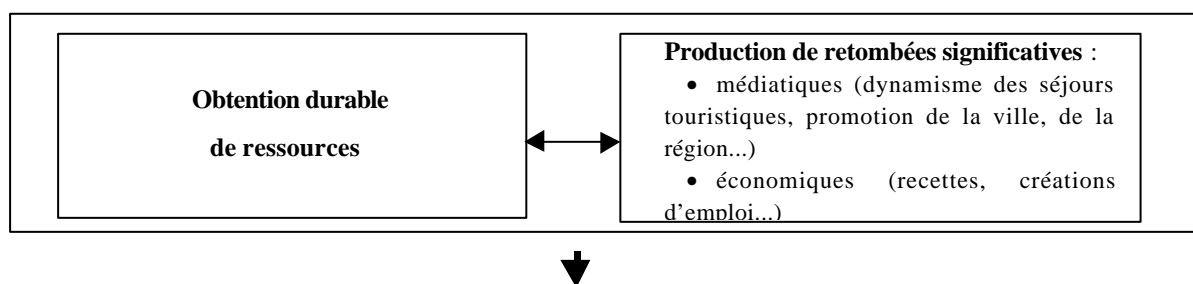 Obtention durable
de ressources
Production de retombées significatives :
• médiatiques (dynamisme des séjours
touristiques, promotion de la ville, de la
région...)
• économiques (recettes, créations
d'emploi...)